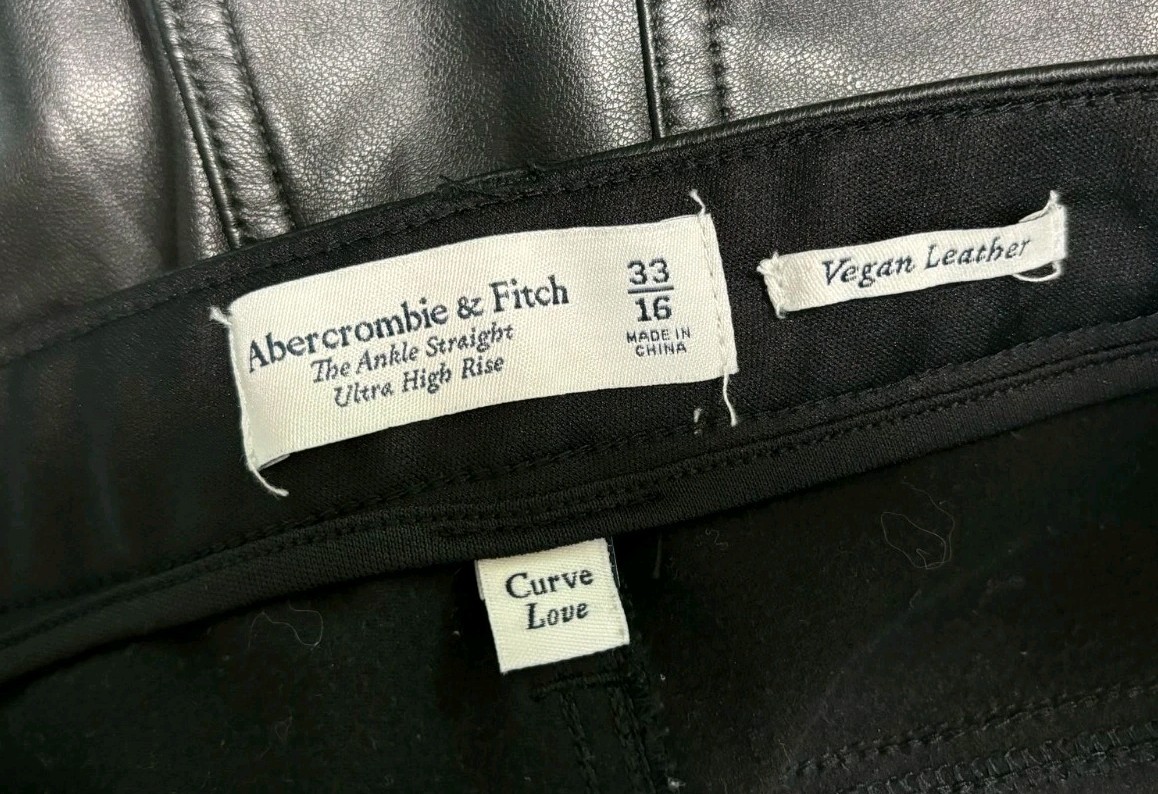 Abercrombie & Fitch
The Ankle Straight
Ultra High Rise
33
16
MADE IN
CHINA
Vegan Leather
Curve
Love